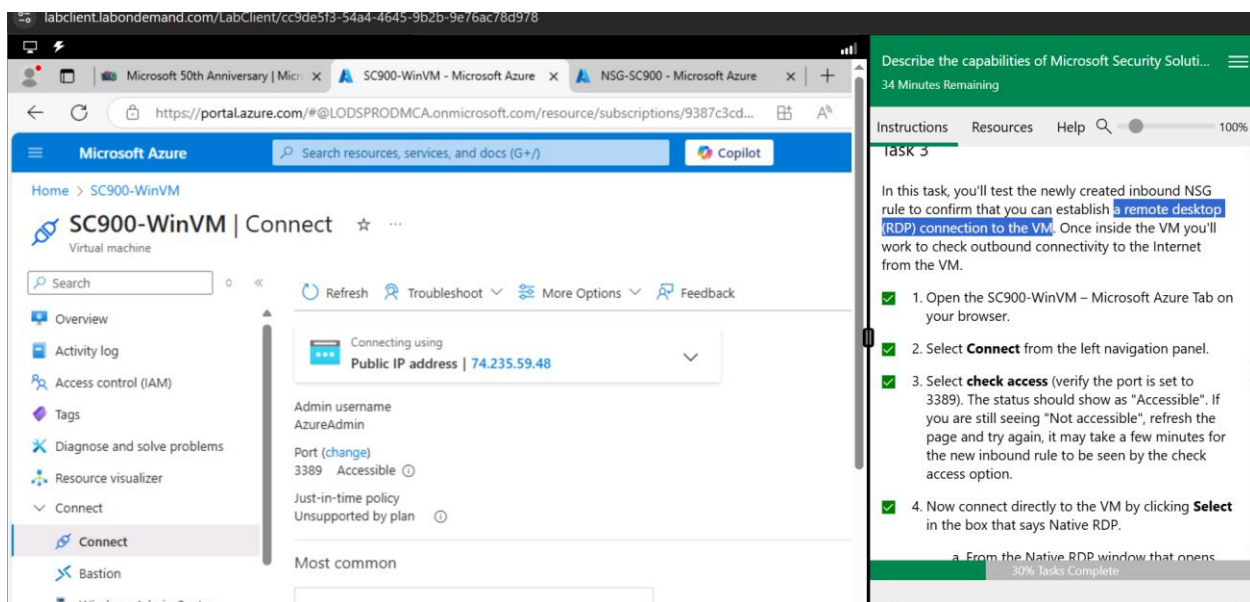 labclient.labondemand.com/LabClient/cc9de5f3-54a4-4645-9b2b-9e76ac78d978
Microsoft 50th Anniversary | Micr
SC900-WinVM - Microsoft Azure
NSG-SC900 - Microsoft Azure
https://portal.azure.com/#@LODSPRODMCA.onmicrosoft.com/resource/subscriptions/9387c3cd...
Microsoft Azure
Search resources, services, and docs (G+/)
Copilot
Home > SC900-WinVM
SC900-WinVM | Connect
Virtual machine
Search
Overview
Activity log
Access control (IAM)
Tags
Diagnose and solve problems
Resource visualizer
Connect
Connect
Bastion
Refresh
Troubleshoot
More Options
Feedback
Connecting using
Public IP address | 74.235.59.48
Admin username
AzureAdmin
Port (change)
3389 Accessible
Just-in-time policy
Unsupported by plan
Most common
Describe the capabilities of Microsoft Security Soluti...
34 Minutes Remaining
Instructions Resources Help 100%
Task 3
In this task, you'll test the newly created inbound NSG
rule to confirm that you can establish a remote desktop
(RDP) connection to the VM. Once inside the VM you'll
work to check outbound connectivity to the Internet
from the VM.
1. Open the SC900-WinVM – Microsoft Azure Tab on
your browser.
2. Select Connect from the left navigation panel.
3. Select check access (verify the port is set to
3389). The status should show as "Accessible". If
you are still seeing "Not accessible", refresh the
page and try again, it may take a few minutes for
the new inbound rule to be seen by the check
access option.
4. Now connect directly to the VM by clicking Select
in the box that says Native RDP.
a. From the Native RDP window that opens
30% Tasks Complete